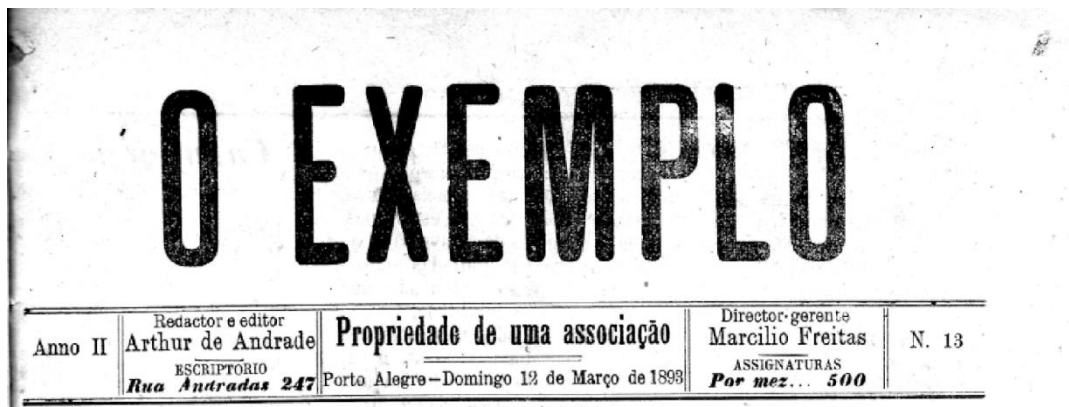 O EXEMPLO
Anno II
Redactor e editor
Arthur de Andrade
ESCRIPTORIO
Rua Andradas 247
Propriedade de uma associação
Porto Alegre—Domingo 12 de Março de 1893
Director-gerente
Marcilio Freitas
ASSIGNATURAS
Por mez... 500
N. 13